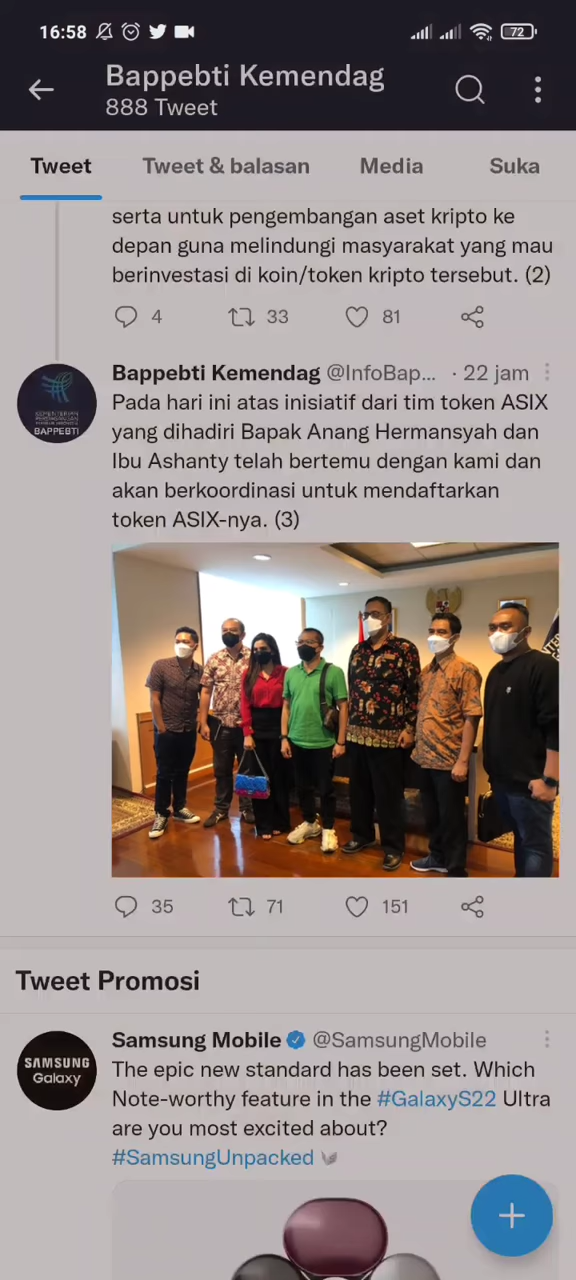 16:58
72
Bappebti Kemendag
888 Tweet
Tweet
Tweet & balasan
Media
Suka
serta untuk pengembangan aset kripto ke
depan guna melindungi masyarakat yang mau
berinvestasi di koin/token kripto tersebut. (2)
4
33
81
BAPPEBTI
Bappebti Kemendag @InfoBap... · 22 jam
Pada hari ini atas inisiatif dari tim token ASIX
yang dihadiri Bapak Anang Hermansyah dan
Ibu Ashanty telah bertemu dengan kami dan
akan berkoordinasi untuk mendaftarkan
token ASIX-nya. (3)
35
71
151
Tweet Promosi
SAMSUNG
Galaxy
Samsung Mobile @SamsungMobile
The epic new standard has been set. Which
Note-worthy feature in the #GalaxyS22 Ultra
are you most excited about?
#SamsungUnpacked